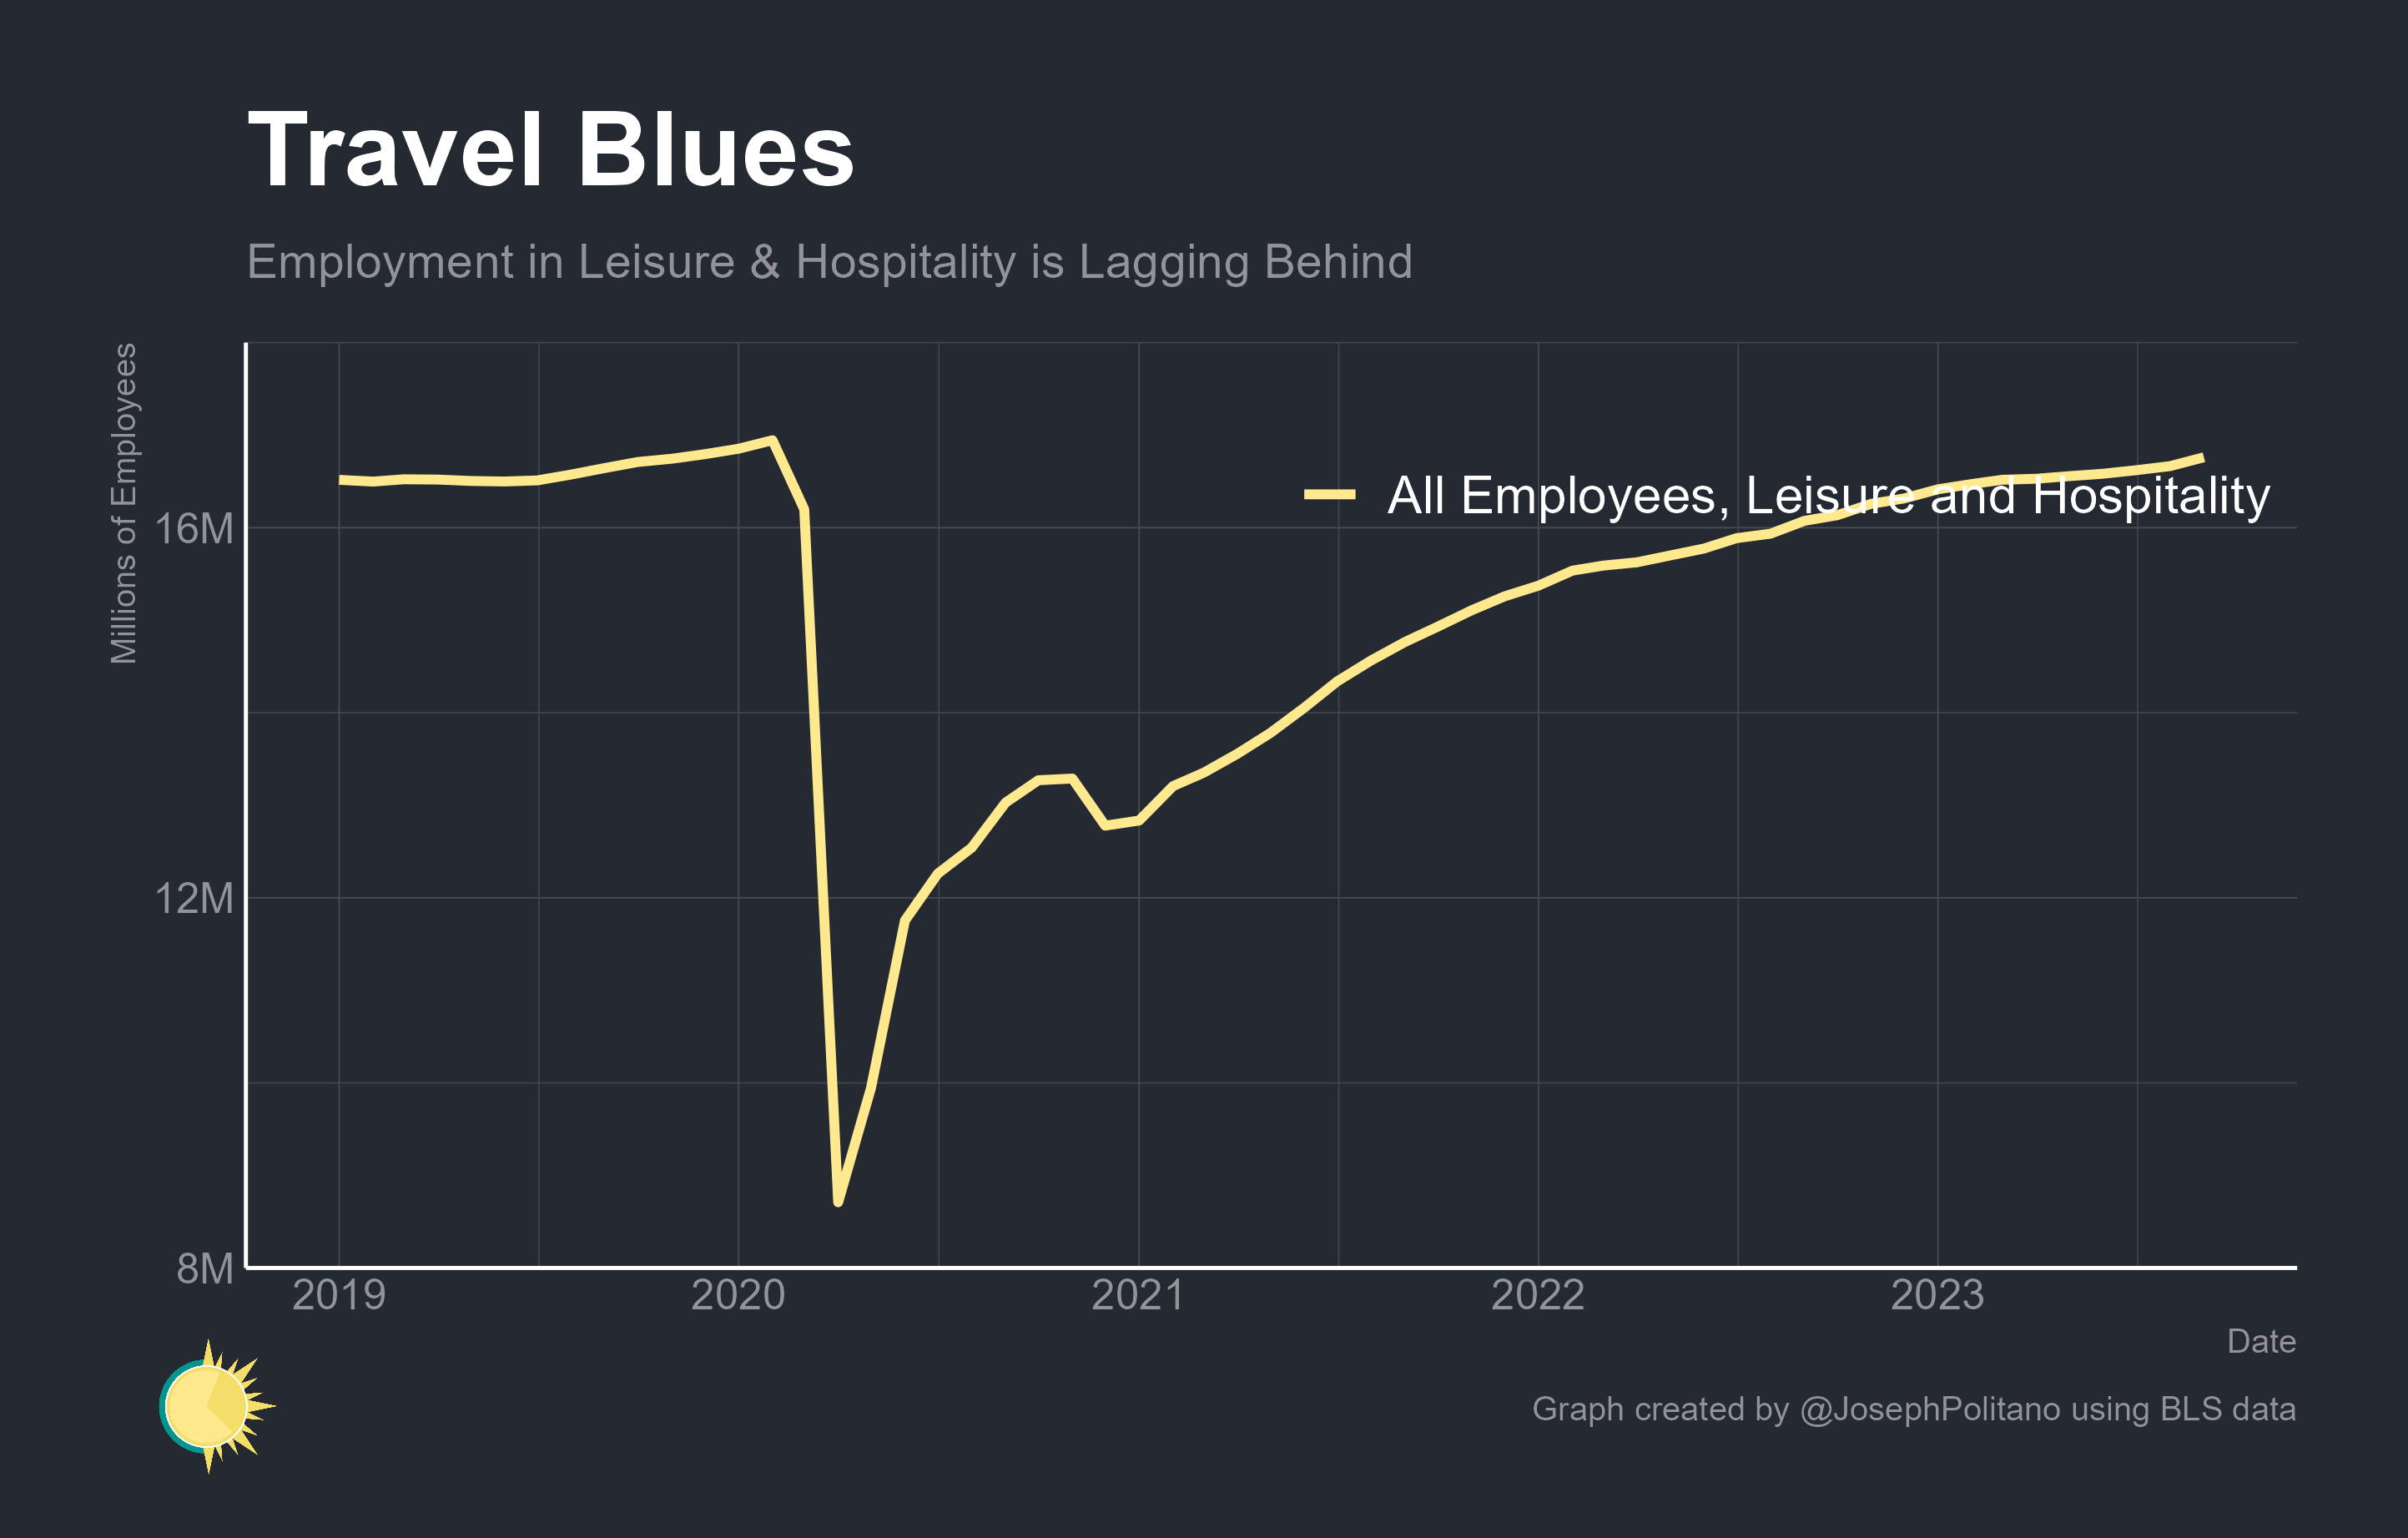 Travel Blues
Employment in Leisure & Hospitality is Lagging Behind
Millions of Employees
All Employees, Leisure and Hospitality
16M
12M
8M
2019
2020
2021
2022
2023
Date
Graph created by @JosephPolitano using BLS data